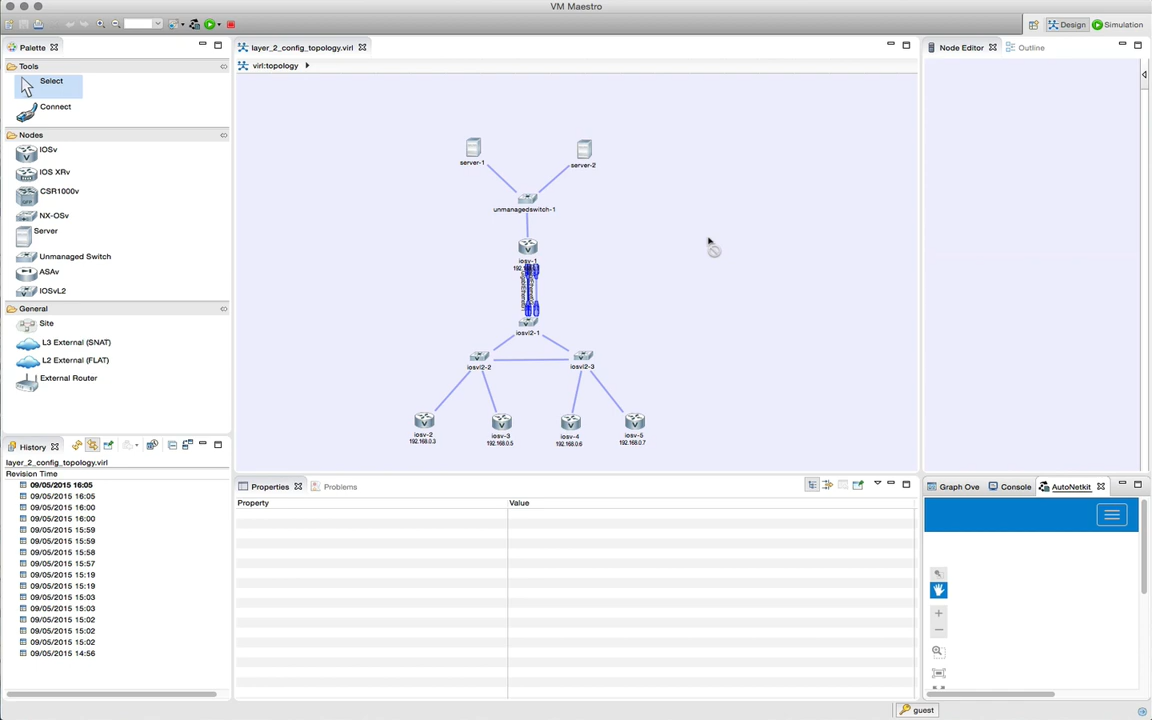 VM Maestro
Design
Simulation
Palette
layer_2_config_topology.virl
Node Editor
Outline
virl:topology
Tools
Select
Connect
Nodes
IOSv
IOS XRv
CSR1000v
NX-OSv
Server
Unmanaged Switch
ASAv
IOSvL2
General
Site
L3 External (SNAT)
L2 External (FLAT)
External Router
server-1
server-2
unmanagedswitch-1
iosv-1
iosvl2-1
iosvl2-2
iosvl2-3
iosv-2
192.168.0.3
iosv-3
192.168.0.5
iosv-4
192.168.0.6
iosv-5
192.168.0.7
History
layer_2_config_topology.virl
Revision Time
09/05/2015 16:05
09/05/2015 16:05
09/05/2015 16:00
09/05/2015 16:00
09/05/2015 15:59
09/05/2015 15:59
09/05/2015 15:58
09/05/2015 15:57
09/05/2015 15:19
09/05/2015 15:19
09/05/2015 15:03
09/05/2015 15:03
09/05/2015 15:02
09/05/2015 15:02
09/05/2015 15:02
09/05/2015 14:56
Properties
Problems
Property
Value
Graph Ove
Console
AutoNetkit
guest